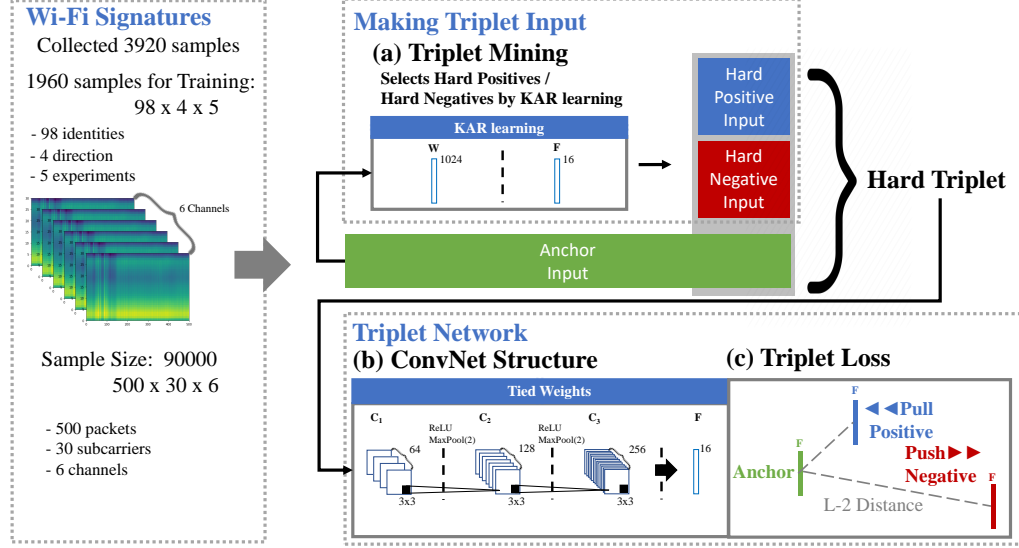 Wi-Fi Signatures
Collected 3920 samples
1960 samples for Training:
98 x 4 x 5
- 98 identities
- 4 direction
- 5 experiments
6 Channels
Sample Size: 90000
500 x 30 x 6
- 500 packets
- 30 subcarriers
- 6 channels
Making Triplet Input
(a) Triplet Mining
Selects Hard Positives /
Hard Negatives by KAR learning
KAR learning
W
1024
F
16
Hard
Positive
Input
Hard
Negative
Input
Anchor
Input
Hard Triplet
Triplet Network
(b) ConvNet Structure
Tied Weights
C1
64
3x3
ReLU
MaxPool(2)
C2
128
3x3
ReLU
MaxPool(2)
C3
256
3x3
F
16
(c) Triplet Loss
F
◄◄Pull
Positive
F
Anchor
Push►►
Negative
F
L-2 Distance